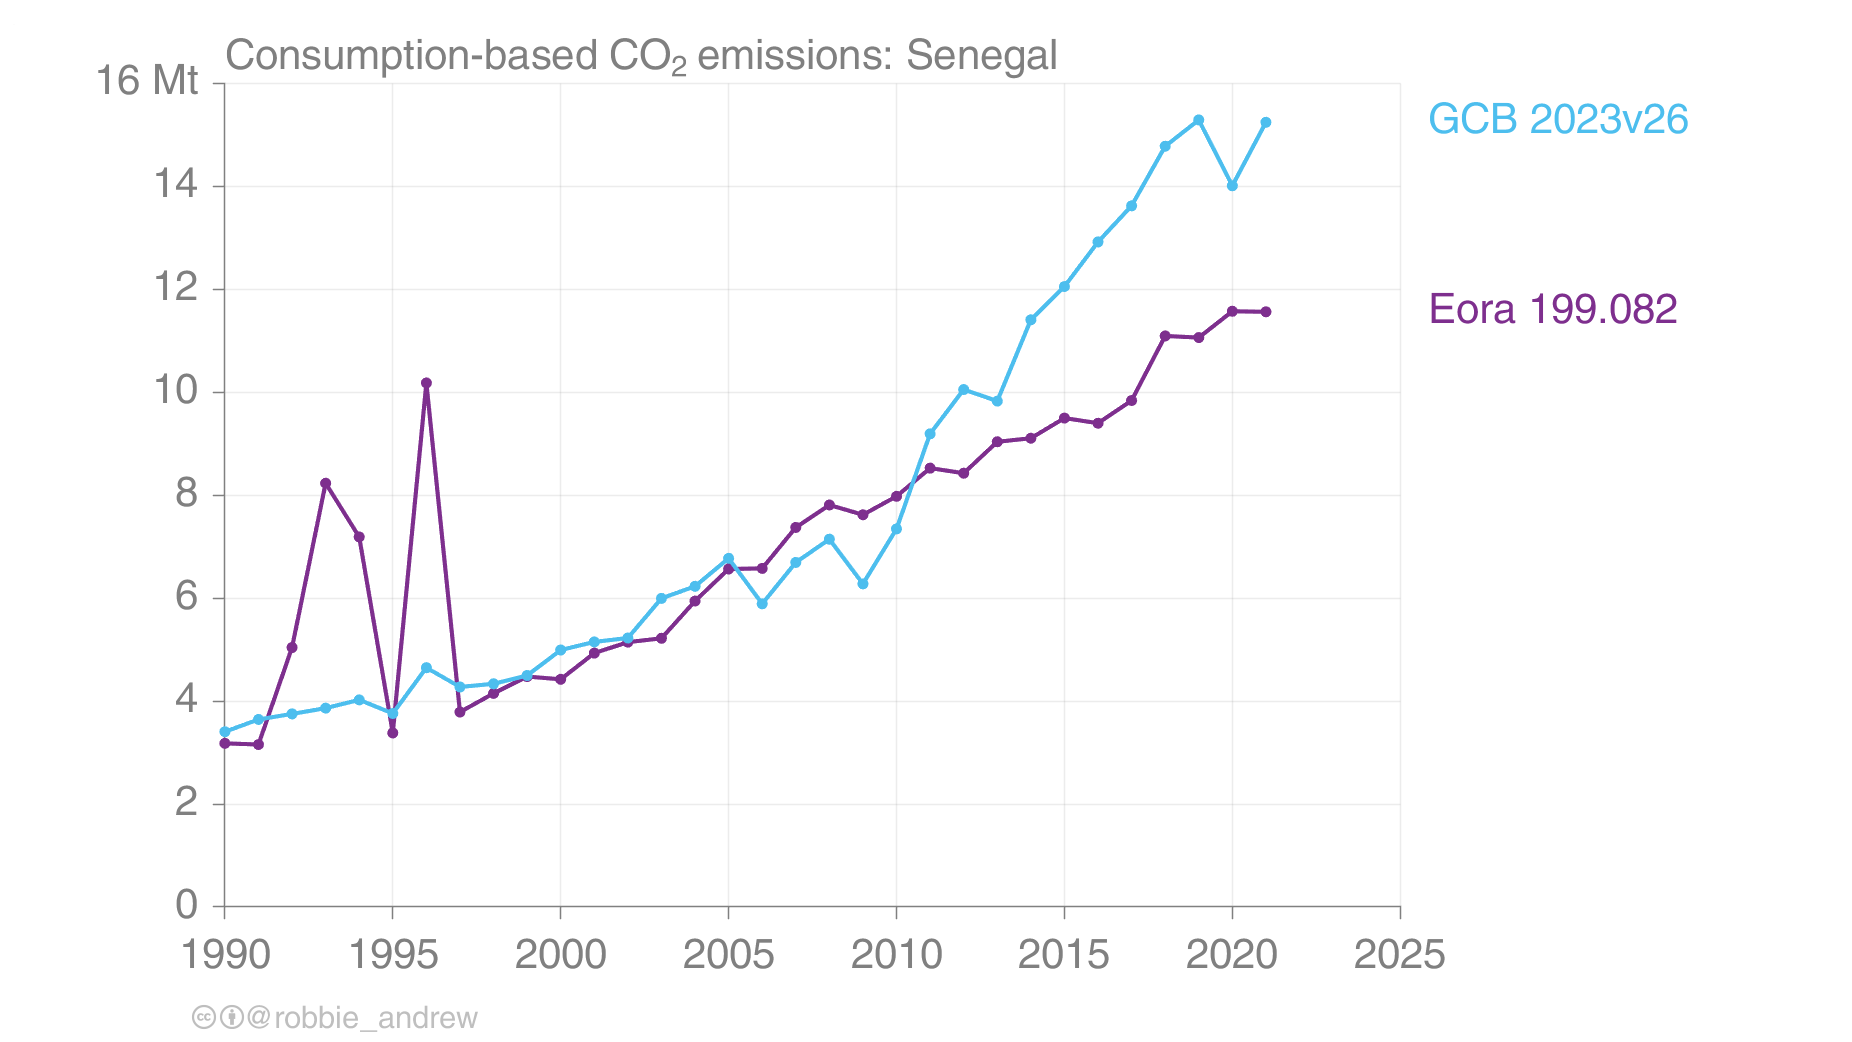 Consumption-based CO₂ emissions: Senegal
16 Mt
14
12
10
8
6
4
2
0
1990 1995 2000 2005 2010 2015 2020 2025
GCB 2023v26
Eora 199.082
@robbie_andrew